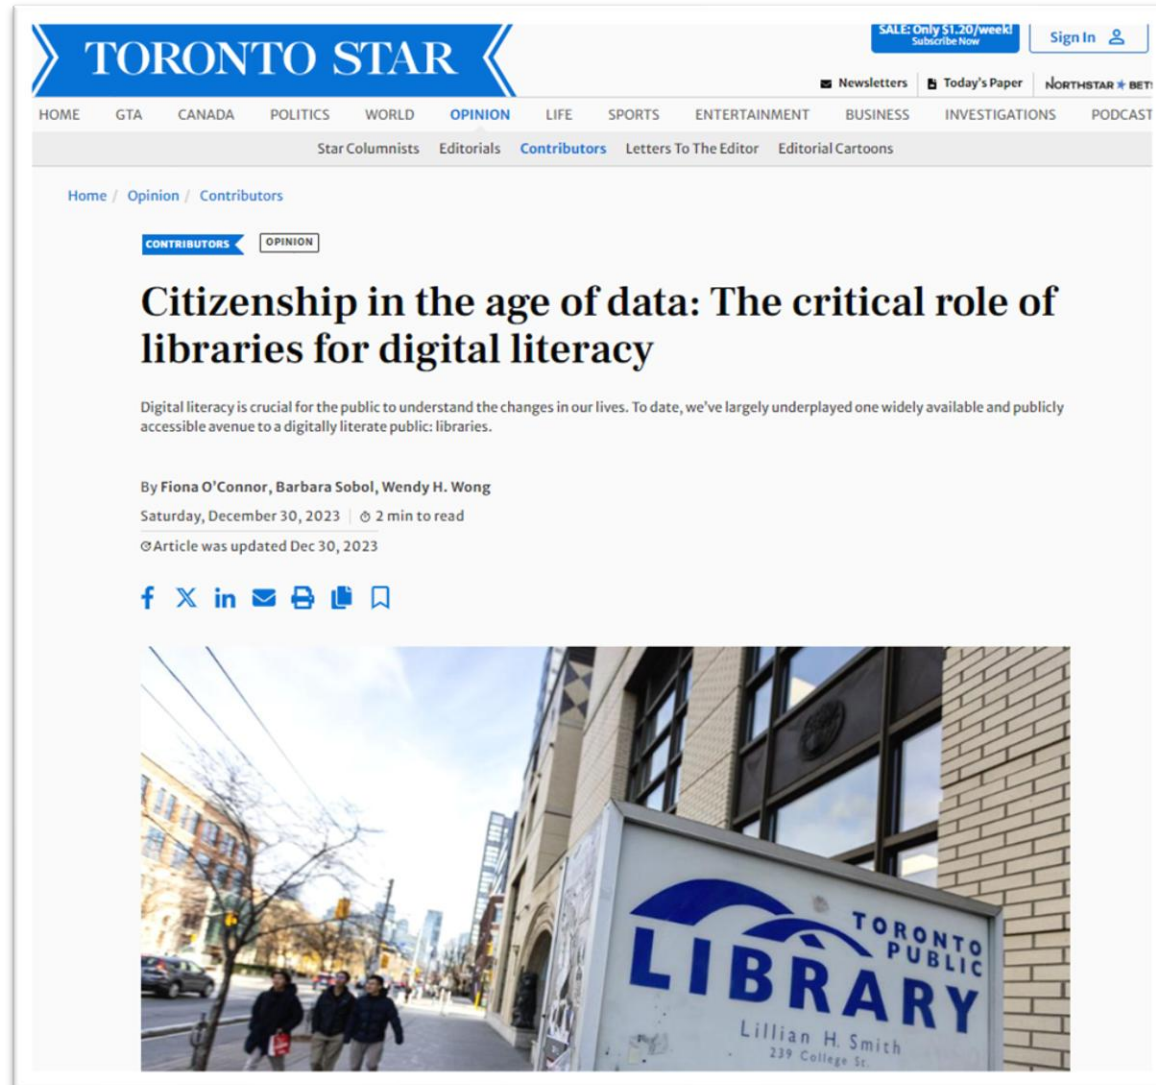 TORONTO STAR
SALE: Only $1.20/week!
Subscribe Now
Sign In
Newsletters
Today's Paper
NORTHSTAR BET
HOME GTA CANADA POLITICS WORLD OPINION LIFE SPORTS ENTERTAINMENT BUSINESS INVESTIGATIONS PODCAST
Star Columnists Editorials Contributors Letters To The Editor Editorial Cartoons
Home / Opinion / Contributors
CONTRIBUTORS OPINION
Citizenship in the age of data: The critical role of
libraries for digital literacy
Digital literacy is crucial for the public to understand the changes in our lives. To date, we've largely underplayed one widely available and publicly
accessible avenue to a digitally literate public: libraries.
By Fiona O'Connor, Barbara Sobol, Wendy H. Wong
Saturday, December 30, 2023 | 2 min to read
Article was updated Dec 30, 2023
TORONTO
PUBLIC
LIBRARY
Lillian H. Smith
239 College St.